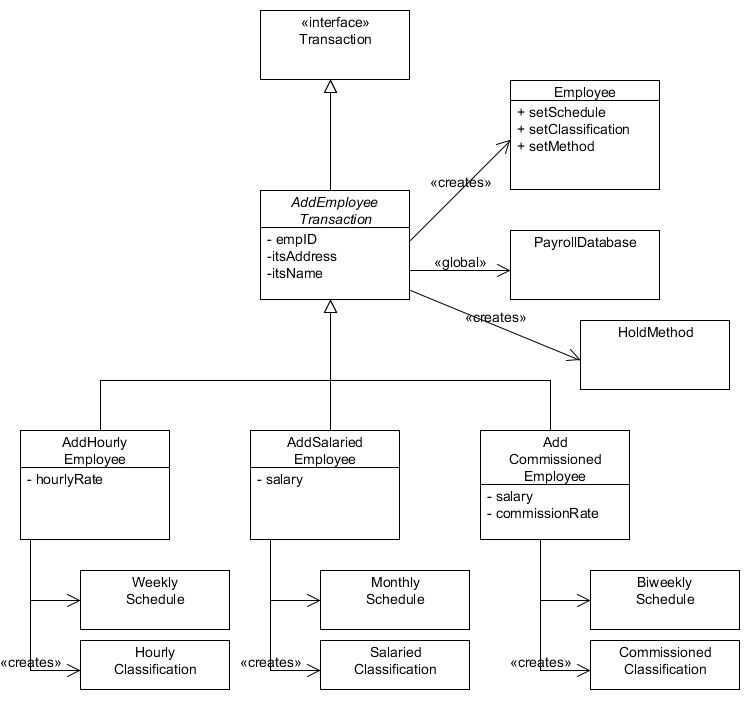 «interface»
Transaction
Employee
+ setSchedule
+ setClassification
+ setMethod
«creates»
AddEmployee
Transaction
- empID
-itsAddress
-itsName
PayrollDatabase
«global»
«creates»
HoldMethod
AddHourly
Employee
- hourlyRate
AddSalaried
Employee
- salary
Add
Commissioned
Employee
- salary
- commissionRate
Weekly
Schedule
Monthly
Schedule
Biweekly
Schedule
«creates»
Hourly
Classification
«creates»
Salaried
Classification
«creates»
Commissioned
Classification